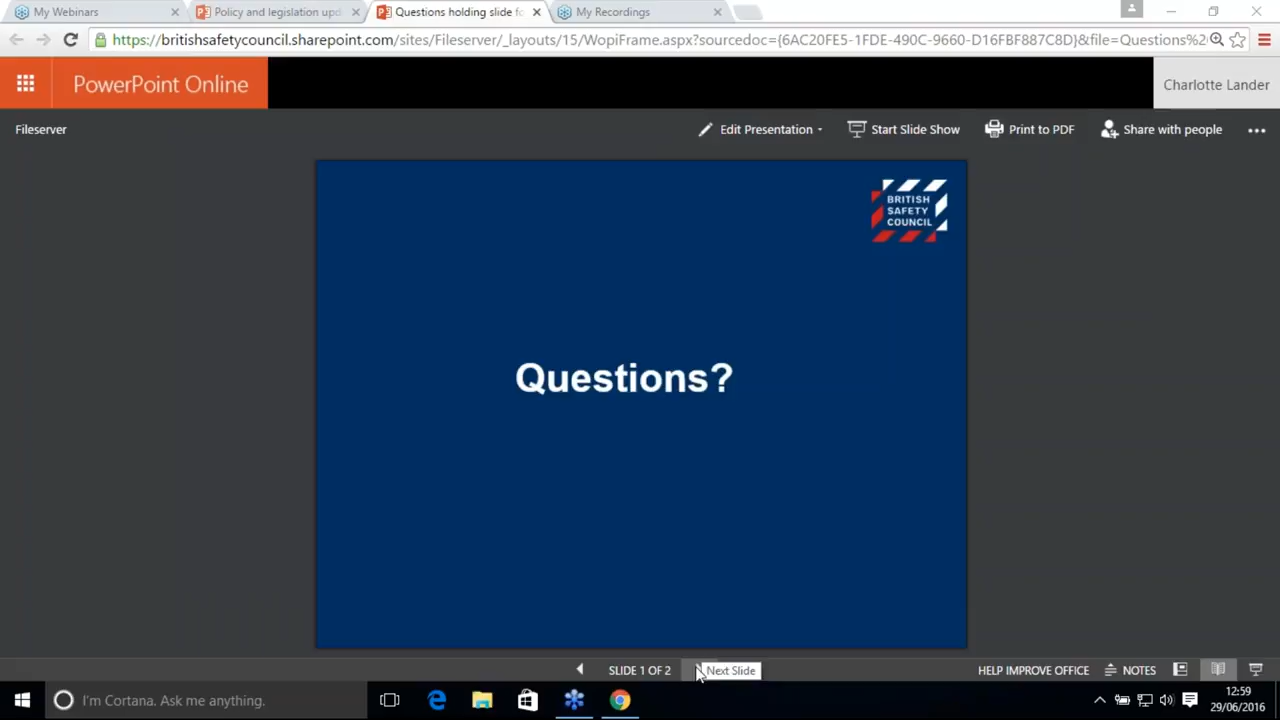 My Webinars
Policy and legislation upd
Questions holding slide fo
My Recordings
https://britishsafetycouncil.sharepoint.com/sites/Fileserver/_layouts/15/WopiFrame.aspx?sourcedoc={6AC20FE5-1FDE-490C-9660-D16FBF887C8D}&file=Questions%20
PowerPoint Online
Charlotte Lander
Fileserver
Edit Presentation
Start Slide Show
Print to PDF
Share with people
BRITISH
SAFETY
COUNCIL
Questions?
SLIDE 1 OF 2
Next Slide
HELP IMPROVE OFFICE
NOTES
I'm Cortana. Ask me anything.
12:59
29/06/2016